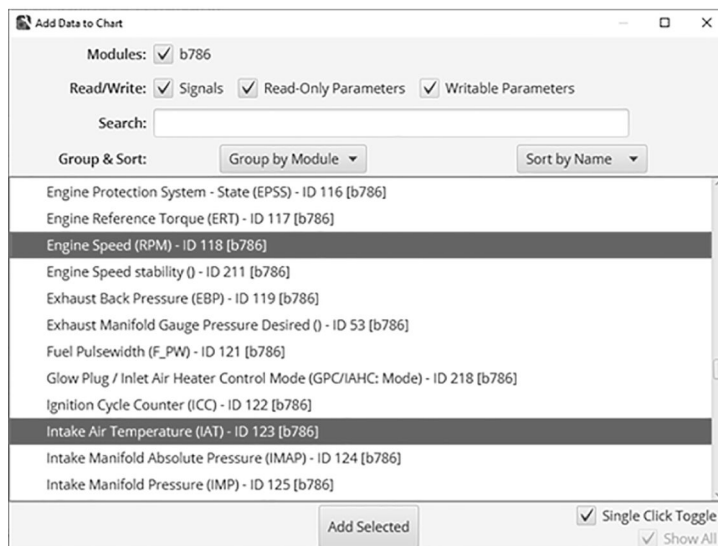 Add Data to Chart
Modules: b786
Read/Write: Signals Read-Only Parameters Writable Parameters
Search:
Group & Sort: Group by Module Sort by Name
Engine Protection System - State (EPSS) - ID 116 [b786]
Engine Reference Torque (ERT) - ID 117 [b786]
Engine Speed (RPM) - ID 118 [b786]
Engine Speed stability () - ID 211 [b786]
Exhaust Back Pressure (EBP) - ID 119 [b786]
Exhaust Manifold Gauge Pressure Desired () - ID 53 [b786]
Fuel Pulsewidth (F_PW) - ID 121 [b786]
Glow Plug / Inlet Air Heater Control Mode (GPC/IAHC: Mode) - ID 218 [b786]
Ignition Cycle Counter (ICC) - ID 122 [b786]
Intake Air Temperature (IAT) - ID 123 [b786]
Intake Manifold Absolute Pressure (IMAP) - ID 124 [b786]
Intake Manifold Pressure (IMP) - ID 125 [b786]
Add Selected
Single Click Toggle
Show All